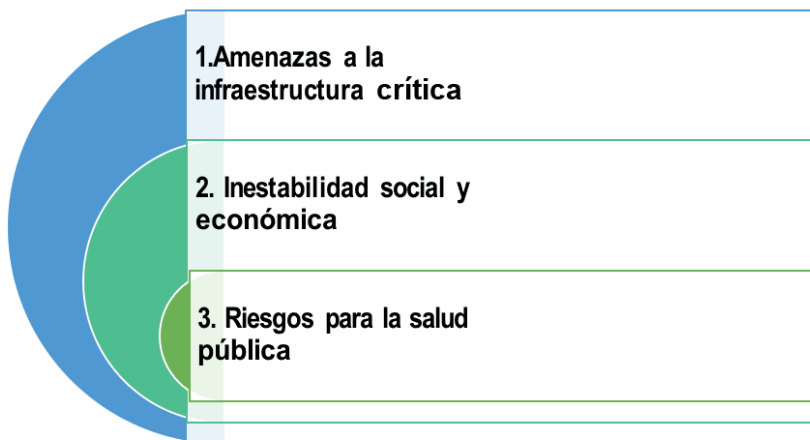 1.Amenazas a la
infraestructura crítica
2. Inestabilidad social y
económica
3. Riesgos para la salud
pública